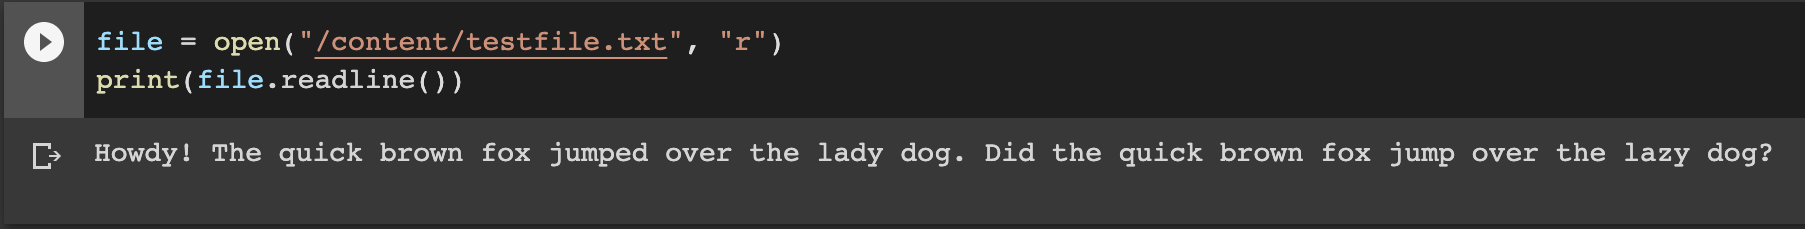 file = open("/content/testfile.txt", "r")
print(file.readline())
Howdy! The quick brown fox jumped over the lady dog. Did the quick brown fox jump over the lazy dog?